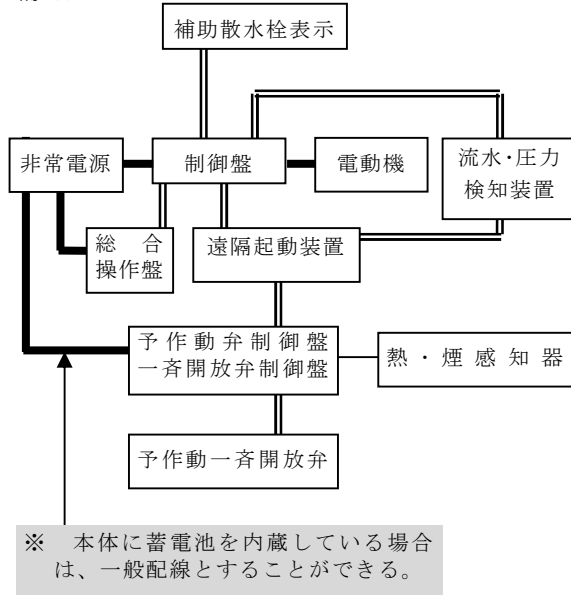 補助散水栓表示
非常電源
制御盤
電動機
流水・圧力
検知装置
総合
操作盤
遠隔起動装置
予作動弁制御盤
一斉開放弁制御盤
熱・煙感知器
予作動一斉開放弁
※　本体に蓄電池を内蔵している場合
は、一般配線とすることができる。